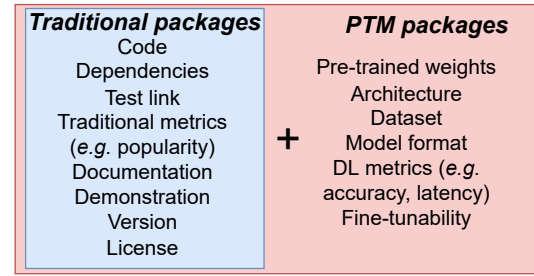 Traditional packages
Code
Dependencies
Test link
Traditional metrics
(e.g. popularity)
Documentation
Demonstration
Version
License
+
PTM packages
Pre-trained weights
Architecture
Dataset
Model format
DL metrics (e.g.
accuracy, latency)
Fine-tunability